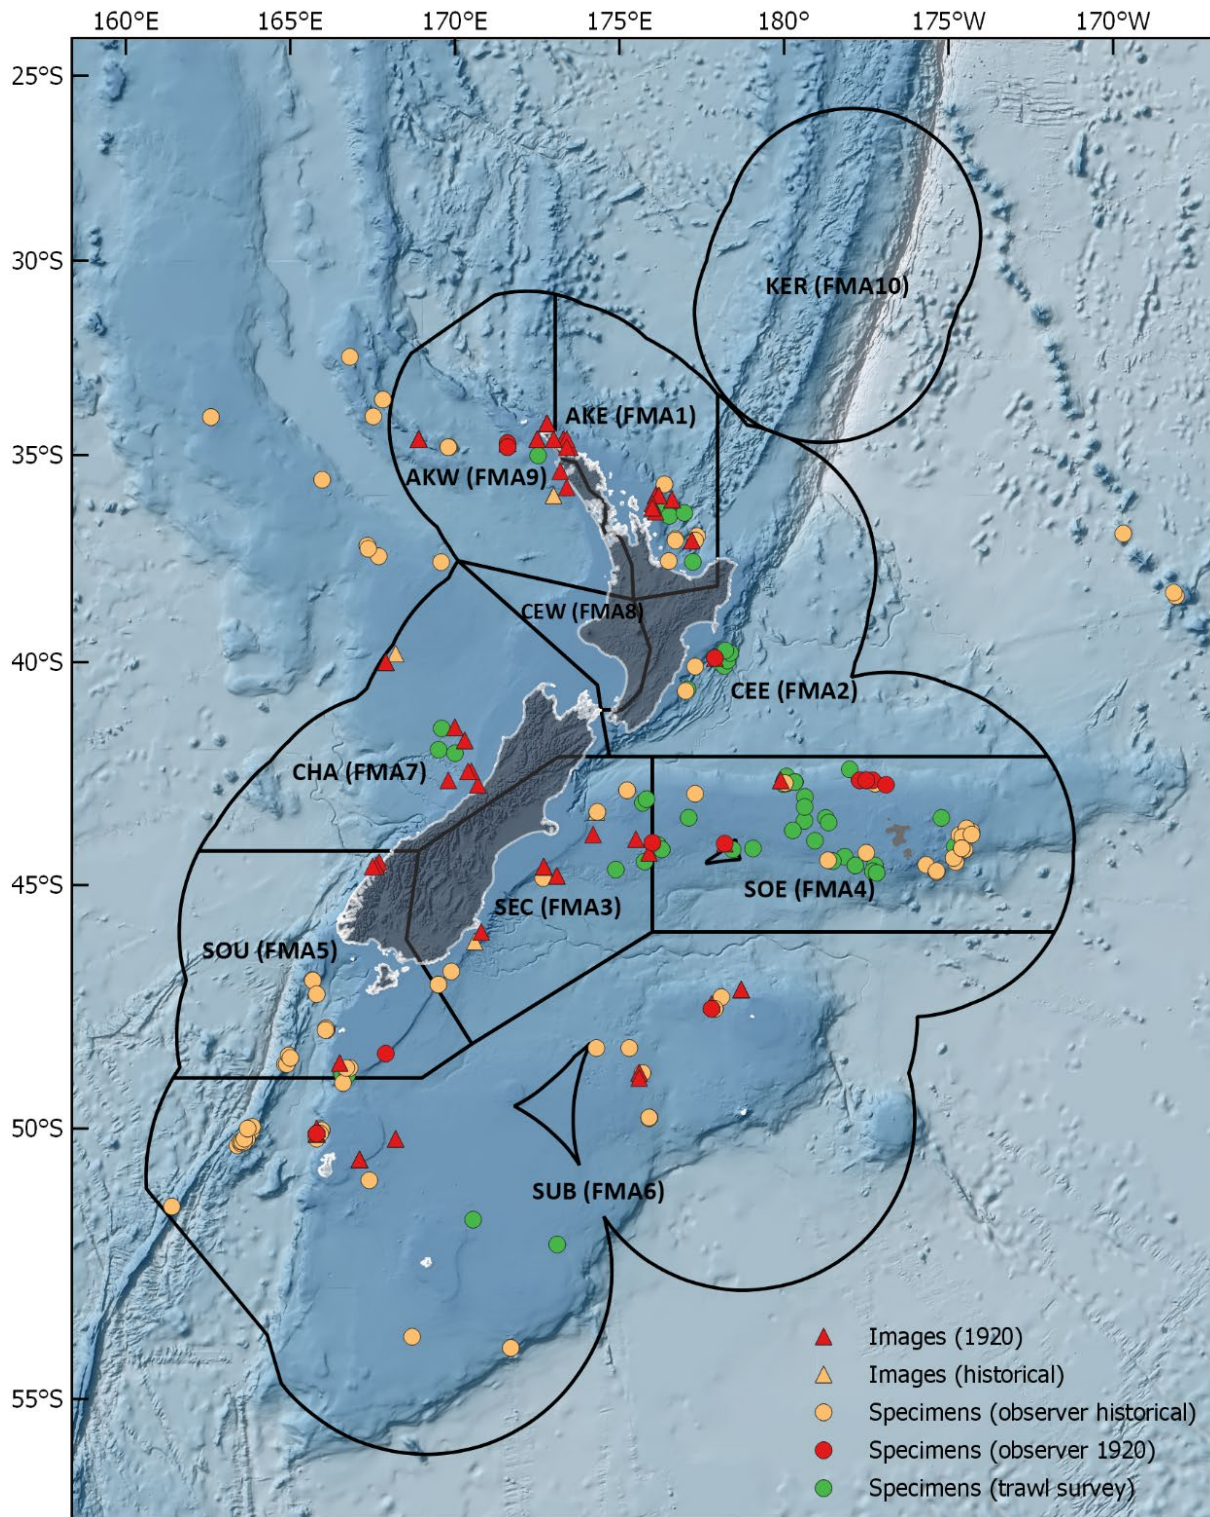 160°E 165°E 170°E 175°E 180° 175°W 170°W
25°S
30°S
KER (FMA10)
AKE (FMA1)
35°S
AKW (FMA9)
CEW (FMA8)
40°S
CEE (FMA2)
CHA (FMA7)
45°S
SOE (FMA4)
SEC (FMA3)
SOU (FMA5)
50°S
SUB (FMA6)
55°S
Images (1920)
Images (historical)
Specimens (observer historical)
Specimens (observer 1920)
Specimens (trawl survey)